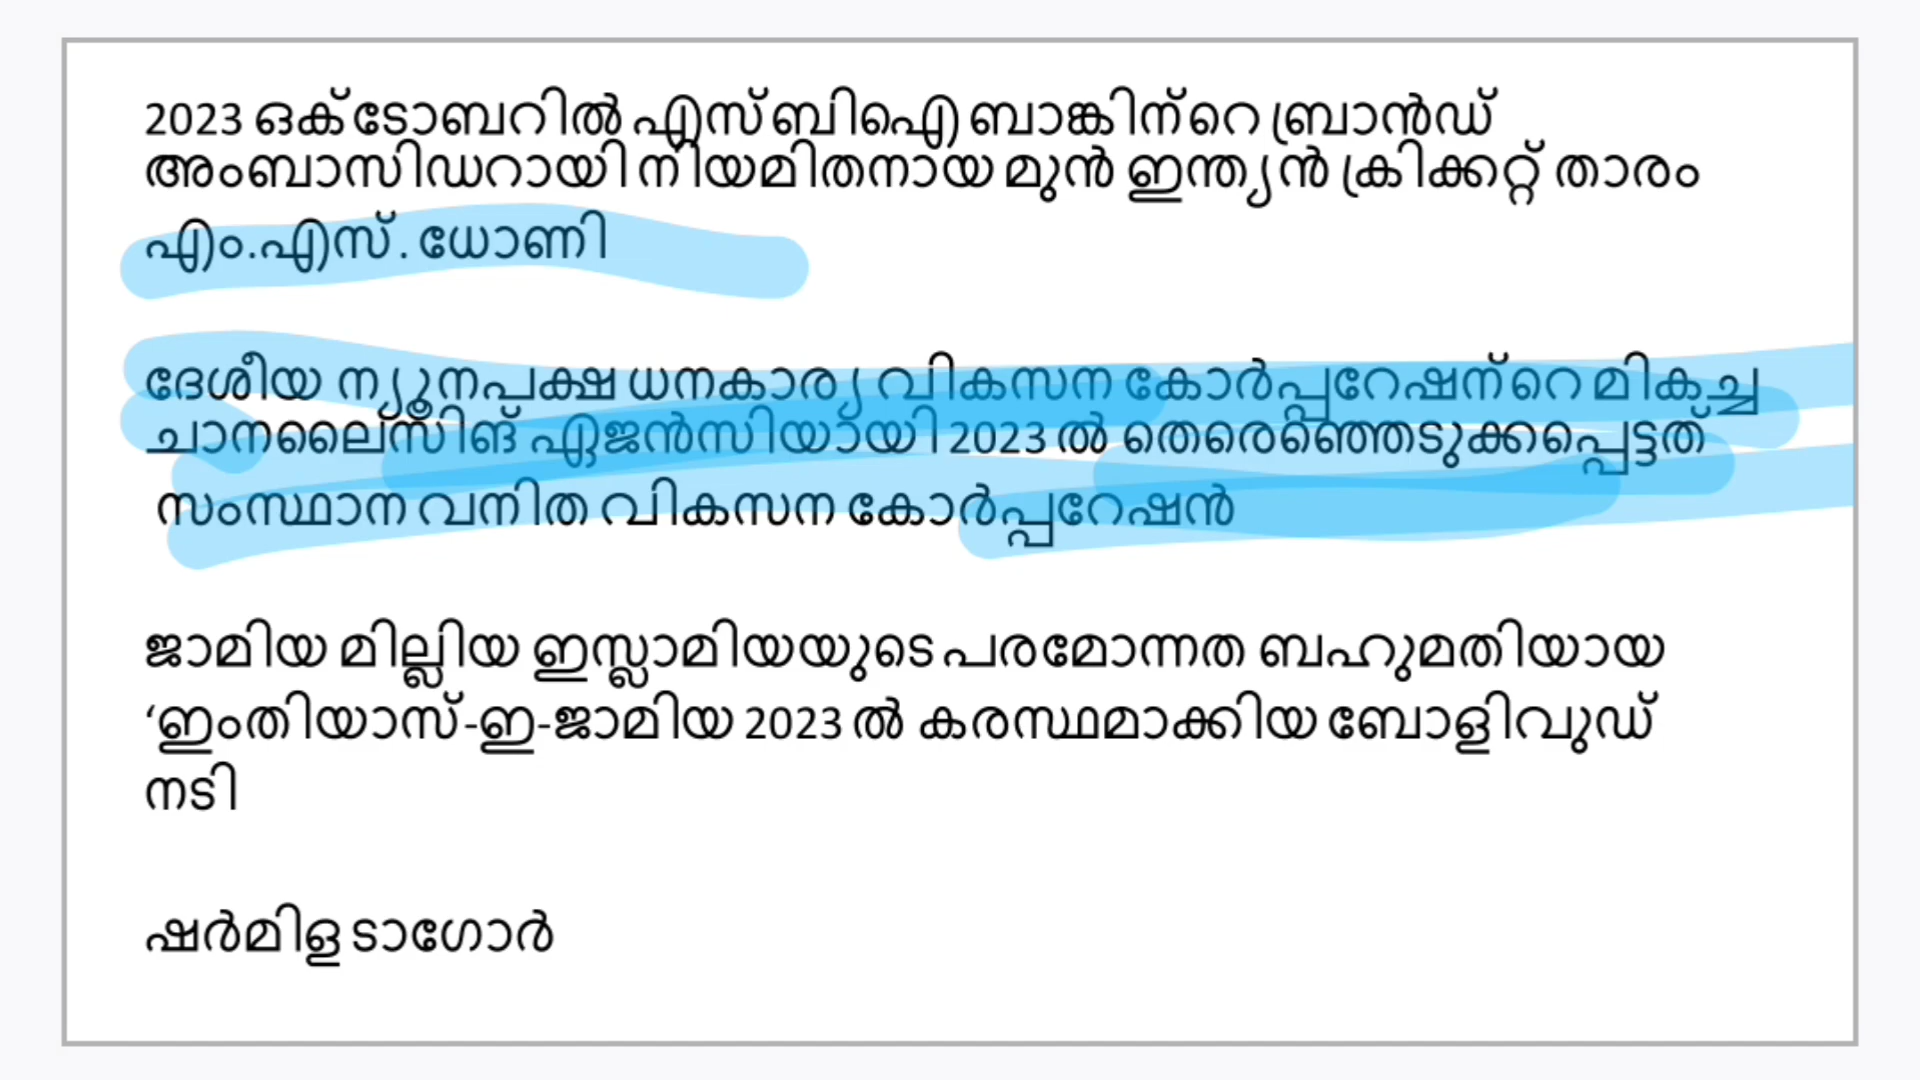 2023 ഒക്ടോബറിൽ എസ്ബിഐ ബാങ്കിന്റെ ബ്രാൻഡ്
അംബാസിഡറായി നിയമിതനായ മുൻ ഇന്ത്യൻ ക്രിക്കറ്റ് താരം
എം.എസ്.ധോണി
ദേശീയ ന്യൂനപക്ഷ ധനകാര്യ വികസന കോർപ്പറേഷന്റെ മികച്ച
ചാനലൈസിങ് ഏജൻസിയായി 2023 ൽ തെരെഞ്ഞെടുക്കപ്പെട്ടത്
സംസ്ഥാന വനിത വികസന കോർപ്പറേഷൻ
ജാമിയ മില്ലിയ ഇസ്ലാമിയയുടെ പരമോന്നത ബഹുമതിയായ
‘ഇംതിയാസ്-ഇ-ജാമിയ 2023 ൽ കരസ്ഥമാക്കിയ ബോളിവുഡ്
നടി
ഷർമിള ടാഗോർ